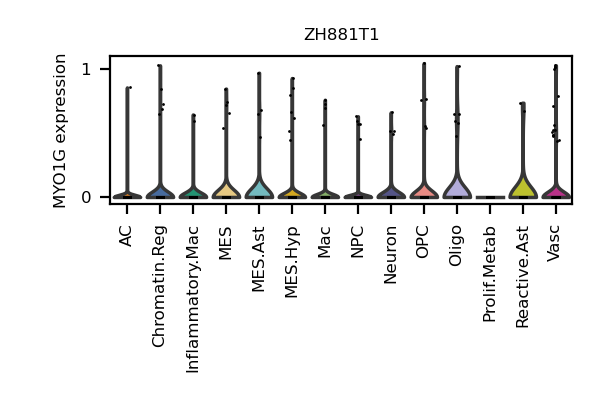 ZH881T1
MYO1G expression
1
0
AC
Chromatin.Reg
Inflammatory.Mac
MES
MES.Ast
MES.Hyp
Mac
NPC
Neuron
OPC
Oligo
Prolif.Metab
Reactive.Ast
Vasc